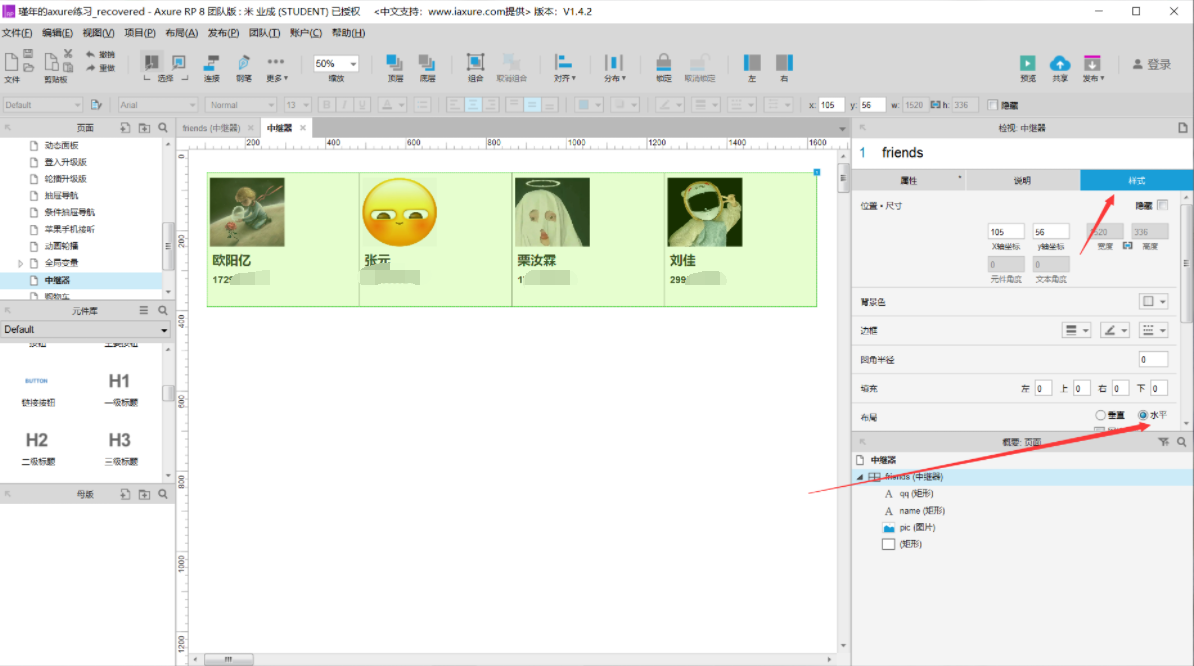 瑾年的axure练习_recovered - Axure RP 8 团队版 : 米 业成 (STUDENT) 已授权 <中文支持：www.iaxure.com提供> 版本：V1.4.2
文件(F) 编辑(E) 视图(V) 项目(P) 布局(A) 发布(P) 团队(T) 账户(C) 帮助(H)
撤销
重做
50%
登录
文件 剪贴板 选择 连接 钢笔 更多 缩放 顶层 底层 组合 取消组合 对齐 分布 锁定 取消锁定 左 右 预览 共享 发布
Default Arial Normal 13 B I U x: 105 y: 56 w: 1520 h: 336 隐藏
页面
friends (中继器) 中继器
检视: 中继器
200 400 600 800 1000 1200 1400 1600
0 200 400 600 800 1000 1200
动态面板
登入升级版
轮播升级版
抽屉导航
条件抽屉导航
苹果手机接听
动画轮播
全局变量
中继器
购物车
元件库
Default
按钮 主要按钮
BUTTON H1
链接按钮 一级标题
H2 H3
二级标题 三级标题
母版
欧阳亿 张元 栗汝霖 刘佳
299
1 friends
属性 说明 样式
位置 • 尺寸 隐藏
105 56 1520 336
X轴坐标 y轴坐标 宽度 高度
0 0
元件角度 文本角度
背景色
边框
圆角半径 0
填充 左 0 上 0 右 0 下 0
布局 垂直 水平
概要: 页面
中继器
friends (中继器)
A qq (矩形)
A name (矩形)
pic (图片)
(矩形)